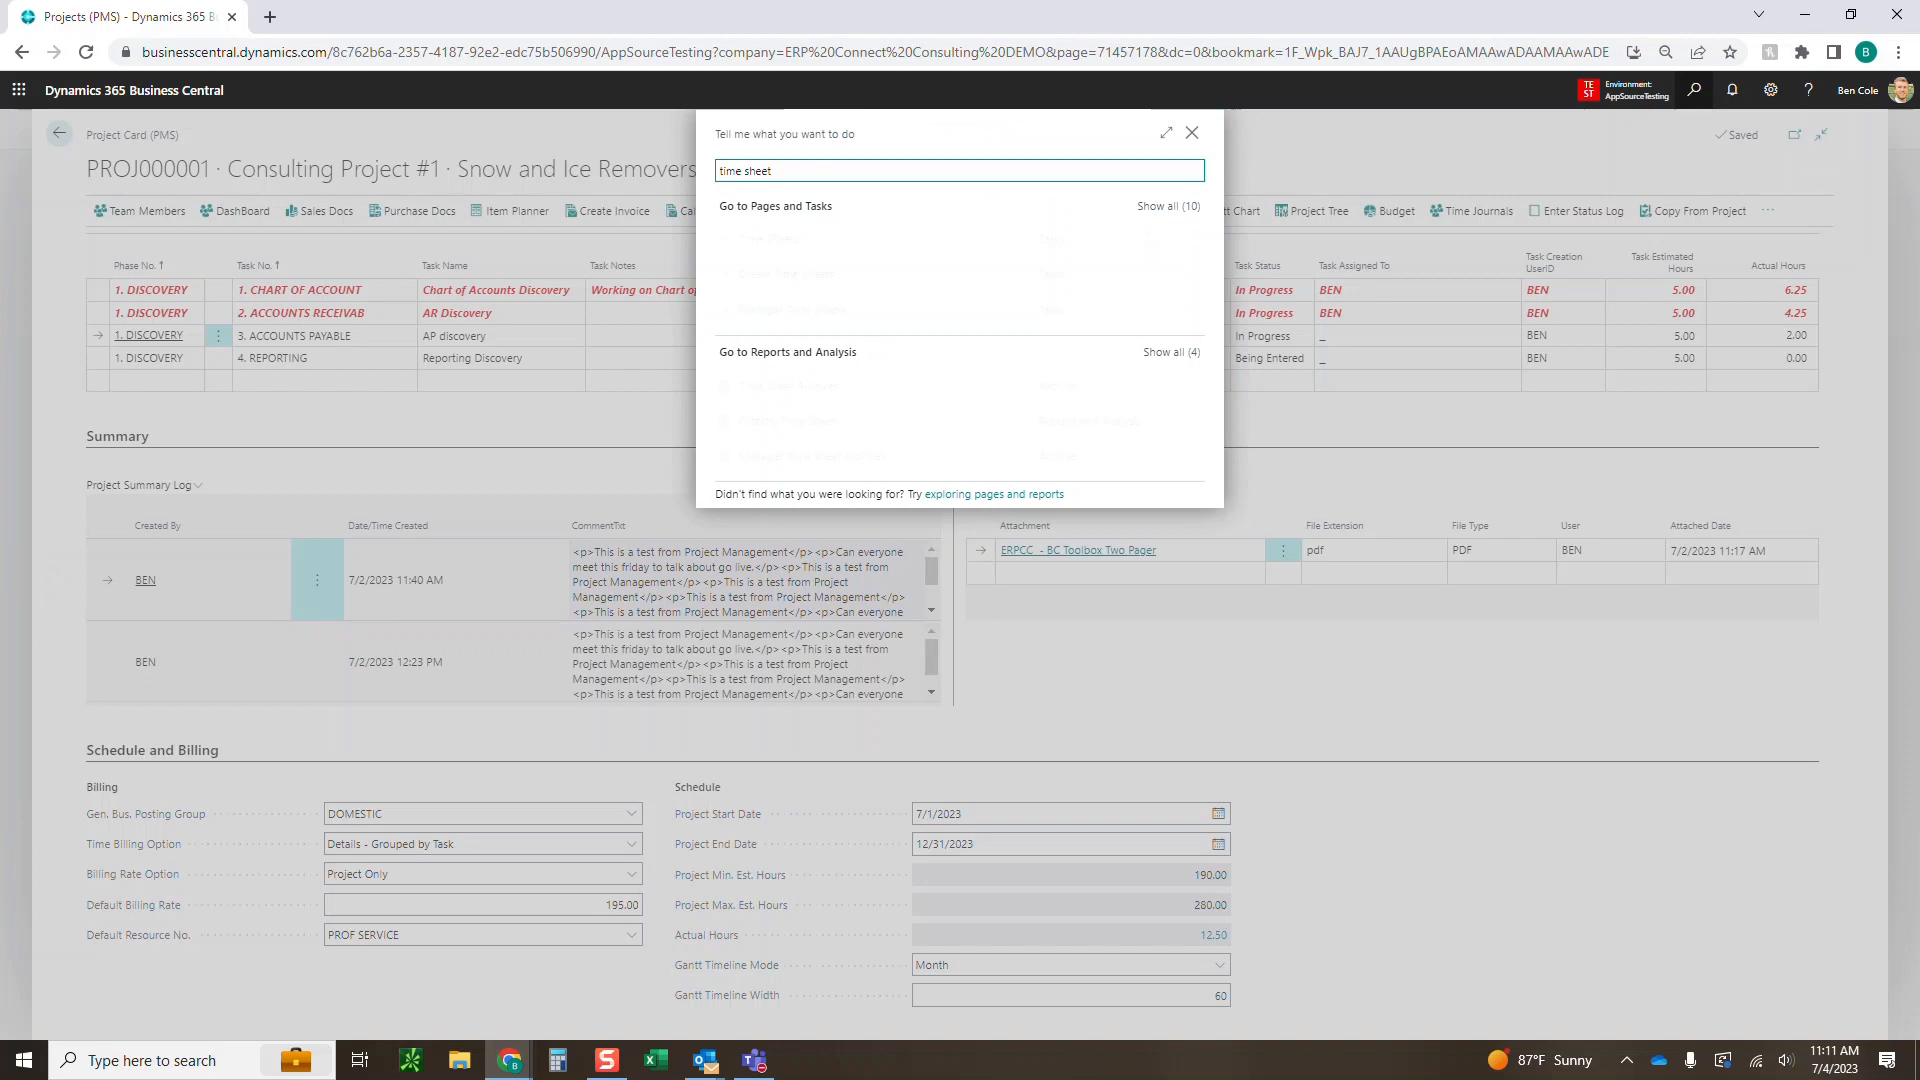 Projects (PMS) - Dynamics 365 B
businesscentral.dynamics.com/8c762b6a-2357-4187-92e2-edc75b506990/AppSourceTesting?company=ERP%20Connect%20Consulting%20DEMO&page=71457178&dc=0&bookmark=1F_Wpk_BAJ7_1AAUgBPAEoAMAAwADAAMAAwADE
B
Dynamics 365 Business Central
TE
ST
Environment:
AppSourceTesting
Ben Cole
Project Card (PMS)
Saved
PROJ000001 · Consulting Project #1 · Snow and Ice Removers
Team Members
DashBoard
Sales Docs
Purchase Docs
Item Planner
Create Invoice
Cal
tt Chart
Project Tree
Budget
Time Journals
Enter Status Log
Copy From Project
Tell me what you want to do
time sheet
Go to Pages and Tasks
Show all (10)
Go to Reports and Analysis
Show all (4)
Didn't find what you were looking for? Try exploring pages and reports
Phase No. ↑
Task No. ↑
Task Name
Task Notes
Task Status
Task Assigned To
Task Creation
UserID
Task Estimated
Hours
Actual Hours
1. DISCOVERY
1. CHART OF ACCOUNT
Chart of Accounts Discovery
Working on Chart of
In Progress
BEN
BEN
5.00
6.25
1. DISCOVERY
2. ACCOUNTS RECEIVAB
AR Discovery
In Progress
BEN
BEN
5.00
4.25
1. DISCOVERY
3. ACCOUNTS PAYABLE
AP discovery
In Progress
_
BEN
5.00
2.00
1. DISCOVERY
4. REPORTING
Reporting Discovery
Being Entered
_
BEN
5.00
0.00
Summary
Project Summary Log
Created By
Date/Time Created
CommentTxt
BEN
7/2/2023 11:40 AM
<p>This is a test from Project Management</p><p>Can everyone
meet this friday to talk about go live.</p><p>This is a test from
Project Management</p><p>This is a test from Project
Management</p><p>This is a test from Project Management</p>
<p>This is a test from Project Management</p><p>Can everyone
BEN
7/2/2023 12:23 PM
<p>This is a test from Project Management</p><p>Can everyone
meet this friday to talk about go live.</p><p>This is a test from
Project Management</p><p>This is a test from Project
Management</p><p>This is a test from Project Management</p>
<p>This is a test from Project Management</p><p>Can everyone
Attachment
File Extension
File Type
User
Attached Date
ERPCC - BC Toolbox Two Pager
pdf
PDF
BEN
7/2/2023 11:17 AM
Schedule and Billing
Billing
Gen. Bus. Posting Group
DOMESTIC
Time Billing Option
Details - Grouped by Task
Billing Rate Option
Project Only
Default Billing Rate
195.00
Default Resource No.
PROF SERVICE
Schedule
Project Start Date
7/1/2023
Project End Date
12/31/2023
Project Min. Est. Hours
190.00
Project Max. Est. Hours
280.00
Actual Hours
12.50
Gantt Timeline Mode
Month
Gantt Timeline Width
60
Type here to search
87°F Sunny
11:11 AM
7/4/2023